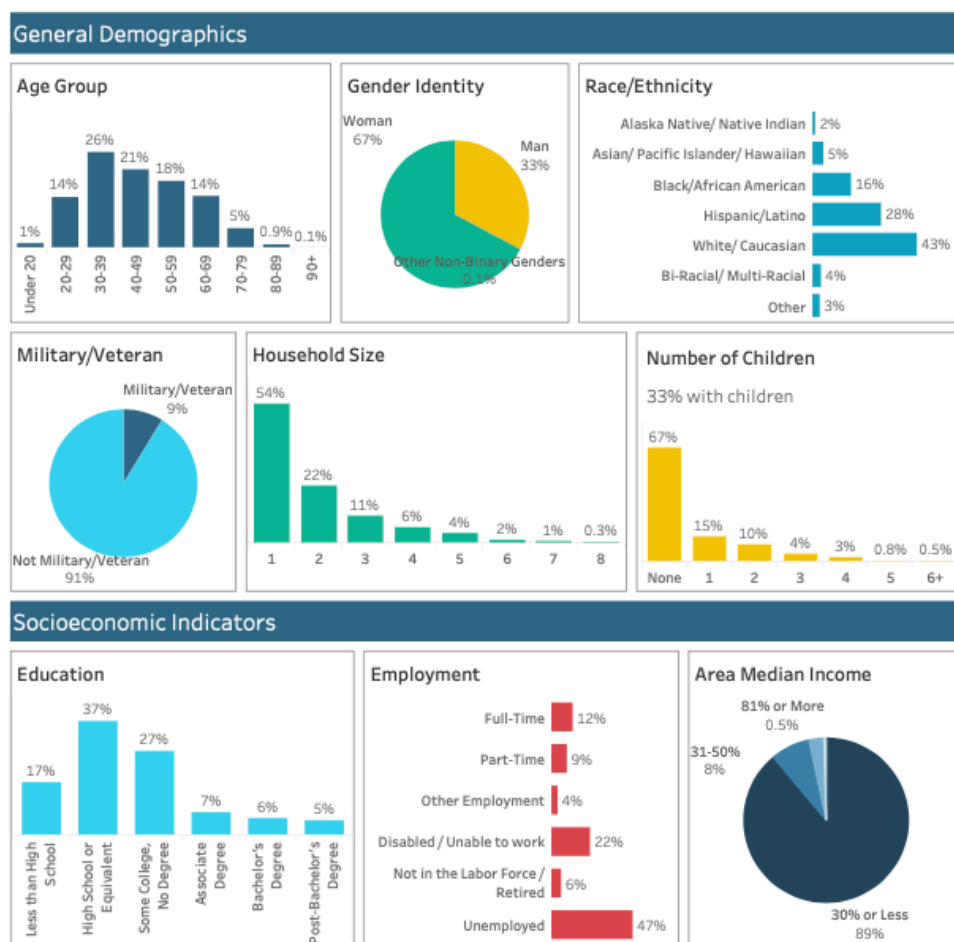 General Demographics
Age Group
1%
14%
26%
21%
18%
14%
5%
0.9%
0.1%
Under 20
20-29
30-39
40-49
50-59
60-69
70-79
80-89
90+
Gender Identity
Woman
67%
Man
33%
Other Non-Binary Genders
0.1%
Race/Ethnicity
Alaska Native/ Native Indian 2%
Asian/ Pacific Islander/ Hawaiian 5%
Black/African American 16%
Hispanic/Latino 28%
White/ Caucasian 43%
Bi-Racial/ Multi-Racial 4%
Other 3%
Military/Veteran
Military/Veteran
9%
Not Military/Veteran
91%
Household Size
54%
22%
11%
6%
4%
2%
1%
0.3%
1 2 3 4 5 6 7 8
Number of Children
33% with children
67%
15%
10%
4%
3%
0.8%
0.5%
None 1 2 3 4 5 6+
Socioeconomic Indicators
Education
17%
37%
27%
7%
6%
5%
Less than High
School
High School or
Equivalent
Some College,
No Degree
Associate
Degree
Bachelor's
Degree
Post-Bachelor's
Degree
Employment
Full-Time 12%
Part-Time 9%
Other Employment 4%
Disabled / Unable to work 22%
Not in the Labor Force /
Retired 6%
Unemployed 47%
Area Median Income
81% or More
0.5%
31-50%
8%
30% or Less
89%